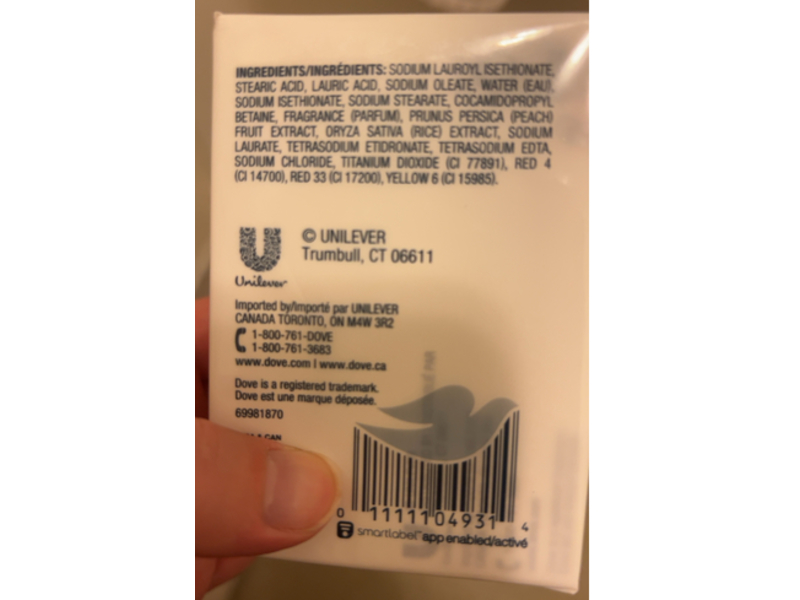 INGREDIENTS/INGRÉDIENTS: SODIUM LAUROYL ISETHIONATE,
STEARIC ACID, LAURIC ACID, SODIUM OLEATE, WATER (EAU),
SODIUM ISETHIONATE, SODIUM STEARATE, COCAMIDOPROPYL
BETAINE, FRAGRANCE (PARFUM), PRUNUS PERSICA (PEACH)
FRUIT EXTRACT, ORYZA SATIVA (RICE) EXTRACT, SODIUM
LAURATE, TETRASODIUM ETIDRONATE, TETRASODIUM EDTA,
SODIUM CHLORIDE, TITANIUM DIOXIDE (CI 77891), RED 4
(CI 14700), RED 33 (CI 17200), YELLOW 6 (CI 15985).
© UNILEVER
Trumbull, CT 06611
Unilever
Imported by/Importé par UNILEVER
CANADA TORONTO, ON M4W 3R2
1-800-761-DOVE
1-800-761-3683
www.dove.com | www.dove.ca
Dove is a registered trademark.
Dove est une marque déposée.
69981870
& CAN
0 11111 04931 4
smartlabel™ app enabled/activé